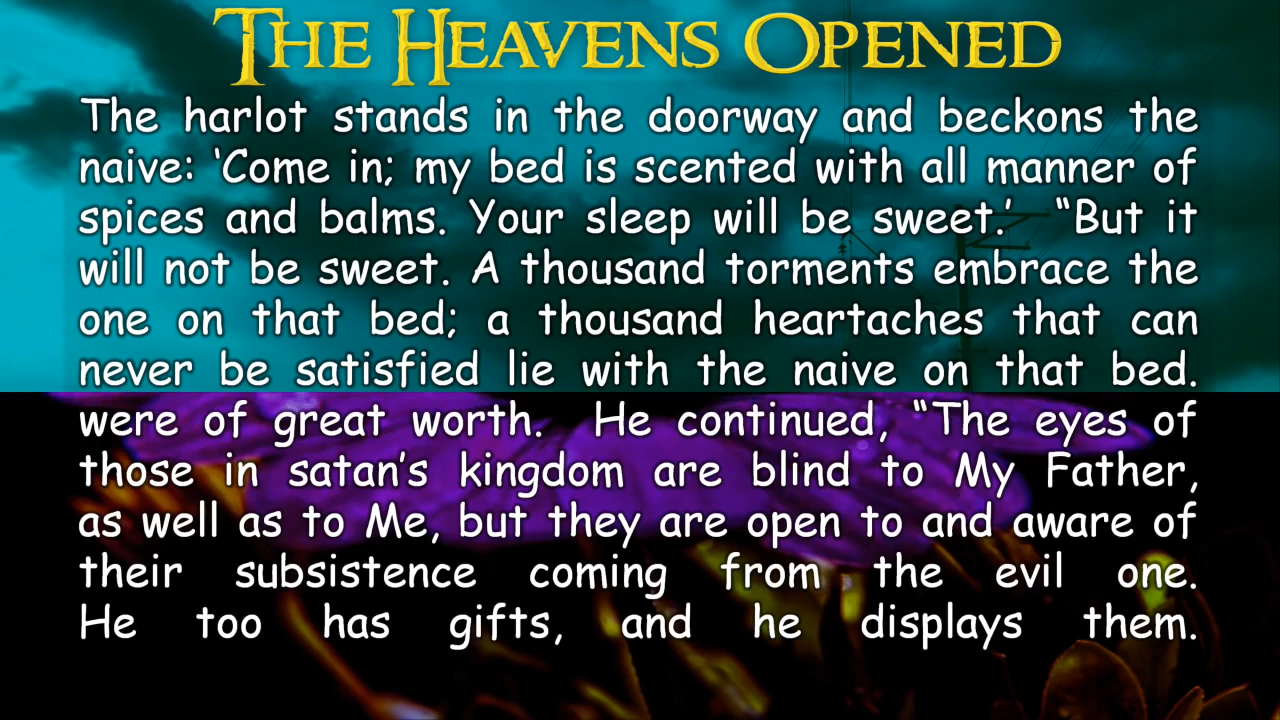 The Heavens Opened
The harlot stands in the doorway and beckons the
naive: ‘Come in; my bed is scented with all manner of
spices and balms. Your sleep will be sweet.’ “But it
will not be sweet. A thousand torments embrace the
one on that bed; a thousand heartaches that can
never be satisfied lie with the naive on that bed.
were of great worth. He continued, “The eyes of
those in satan’s kingdom are blind to My Father,
as well as to Me, but they are open to and aware of
their subsistence coming from the evil one.
He too has gifts, and he displays them.